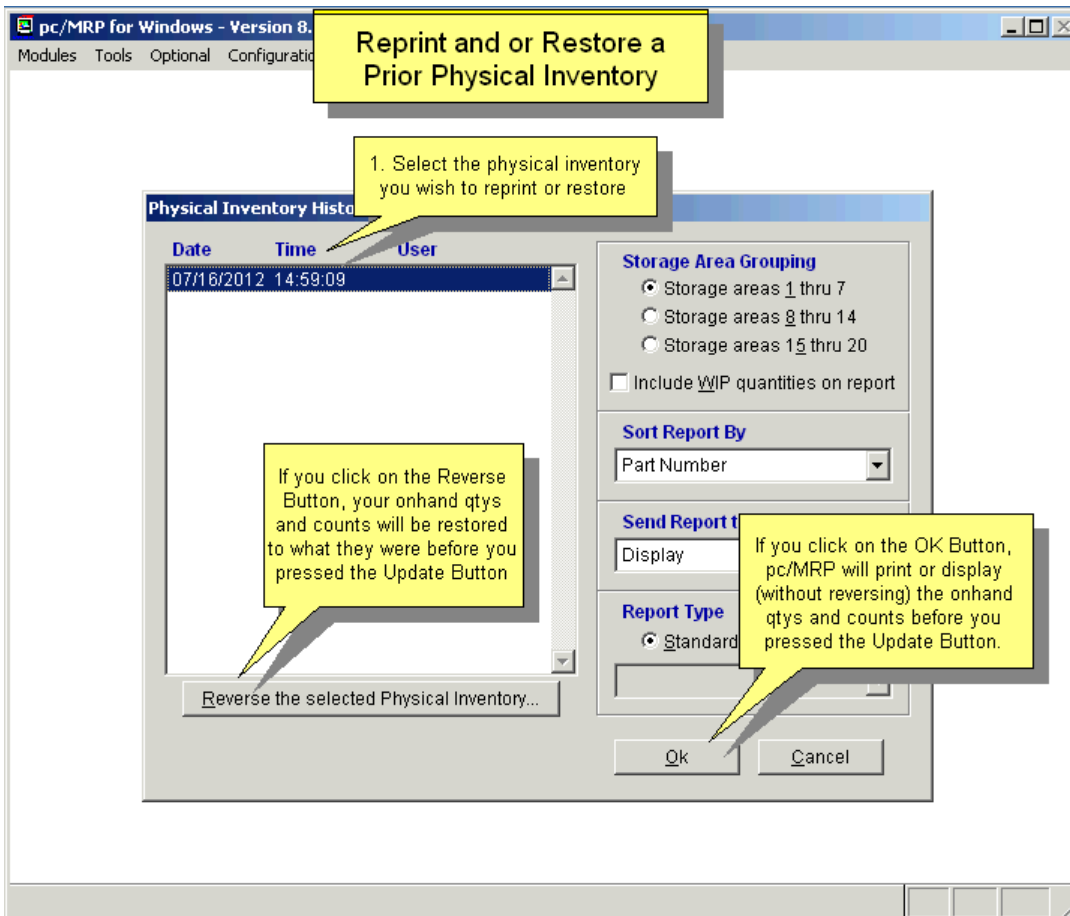 pc/MRP for Windows - Version 8.
Modules Tools Optional Configuratio
Reprint and or Restore a
Prior Physical Inventory
1. Select the physical inventory
you wish to reprint or restore
Physical Inventory Histo
Date Time User
07/16/2012 14:59:09
Storage Area Grouping
Storage areas 1 thru 7
Storage areas 8 thru 14
Storage areas 15 thru 20
Include WIP quantities on report
Sort Report By
Part Number
If you click on the Reverse
Button, your onhand qtys
and counts will be restored
to what they were before you
pressed the Update Button
Send Report t
Display
If you click on the OK Button,
pc/MRP will print or display
(without reversing) the onhand
qtys and counts before you
pressed the Update Button.
Report Type
Standard
Reverse the selected Physical Inventory...
Ok
Cancel